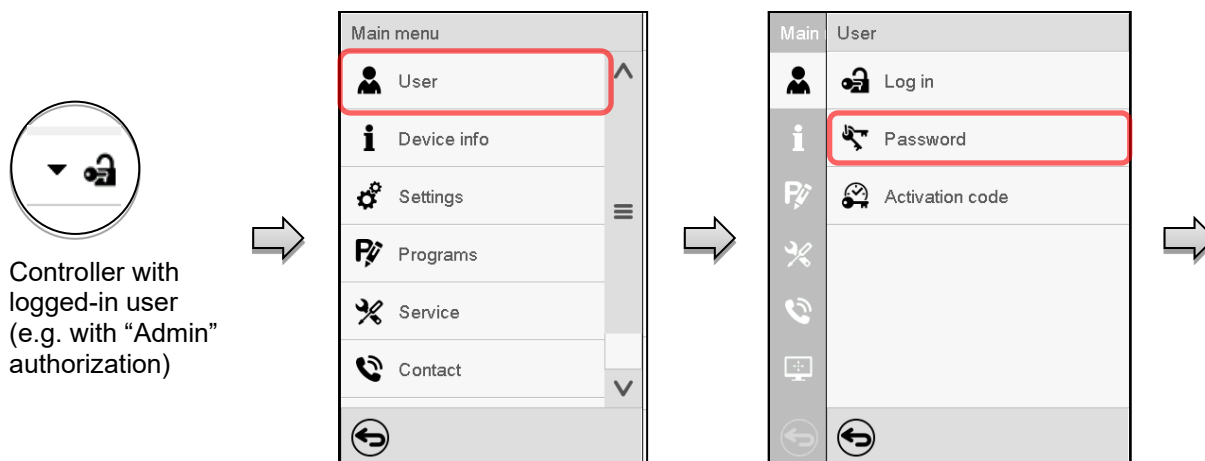 Controller with
logged-in user
(e.g. with “Admin”
authorization)
Main menu
User
Device info
Settings
Programs
Service
Contact
Main
User
Log in
Password
Activation code